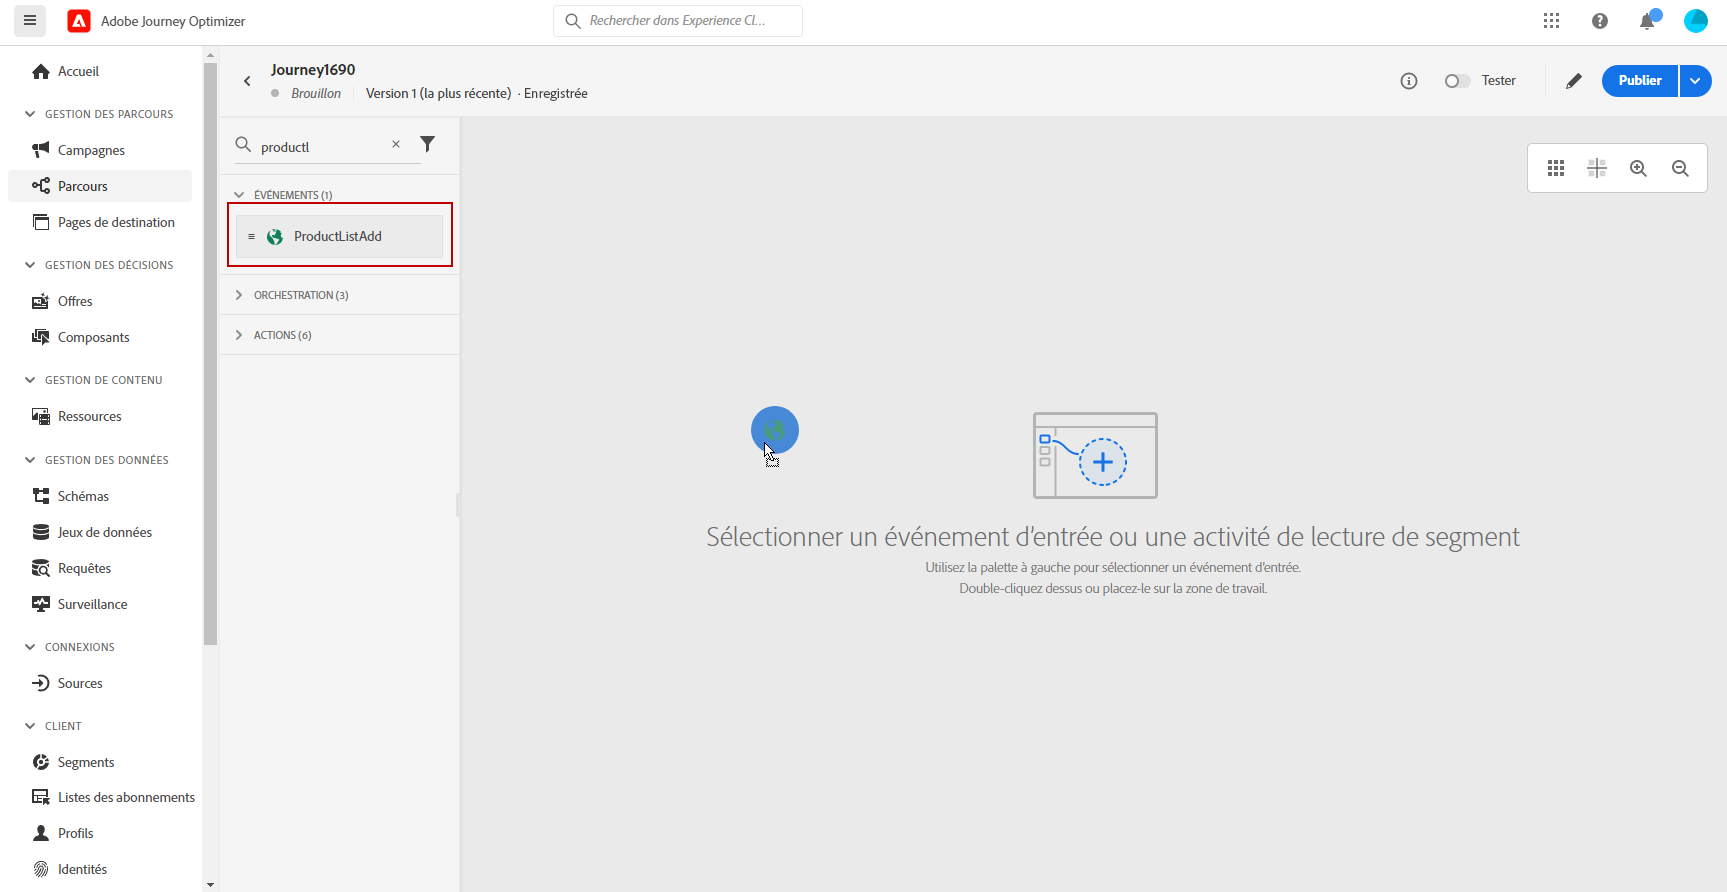 Adobe Journey Optimizer
Rechercher dans Experience Cl...
Accueil
GESTION DES PARCOURS
Campagnes
Parcours
Pages de destination
GESTION DES DÉCISIONS
Offres
Composants
GESTION DE CONTENU
Ressources
GESTION DES DONNÉES
Schémas
Jeux de données
Requêtes
Surveillance
CONNEXIONS
Sources
CLIENT
Segments
Listes des abonnements
Profils
Identités
Journey1690
Brouillon Version 1 (la plus récente) · Enregistrée
Tester
Publier
productl
ÉVÉNEMENTS (1)
ProductListAdd
ORCHESTRATION (3)
ACTIONS (6)
Sélectionner un événement d’entrée ou une activité de lecture de segment
Utilisez la palette à gauche pour sélectionner un événement d’entrée.
Double-cliquez dessus ou placez-le sur la zone de travail.